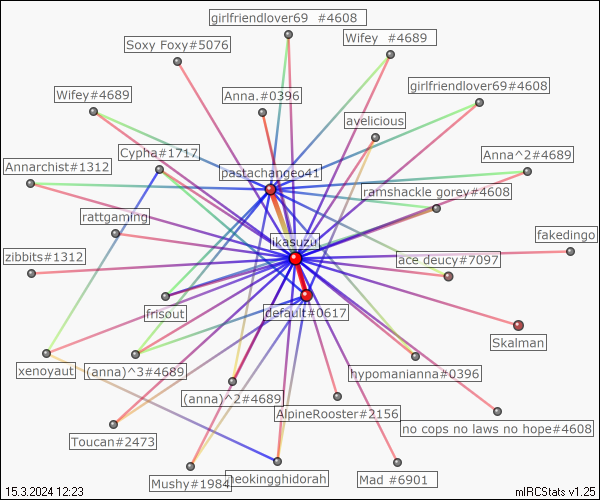 girlfriendlover69 #4608
Wifey #4689
Soxy Foxy#5076
girlfriendlover69#4608
Wifey#4689
Anna.#0396
avelicious
Cypha#1717
Anna^2#4689
Annarchist#1312
pastachangeo41
ramshackle gorey#4608
rattgaming
fakedingo
likasuzu
zibbits#1312
ace deucy#7097
frisout
default#0617
Skalman
xenoyaut
(anna)^3#4689
hypomanianna#0396
(anna)^2#4689
AlpineRooster#2156
no cops no laws no hope#4608
Toucan#2473
Mushy#1984
neokingghidorah
Mad #6901
15.3.2024 12:23
mIRCStats v1.25